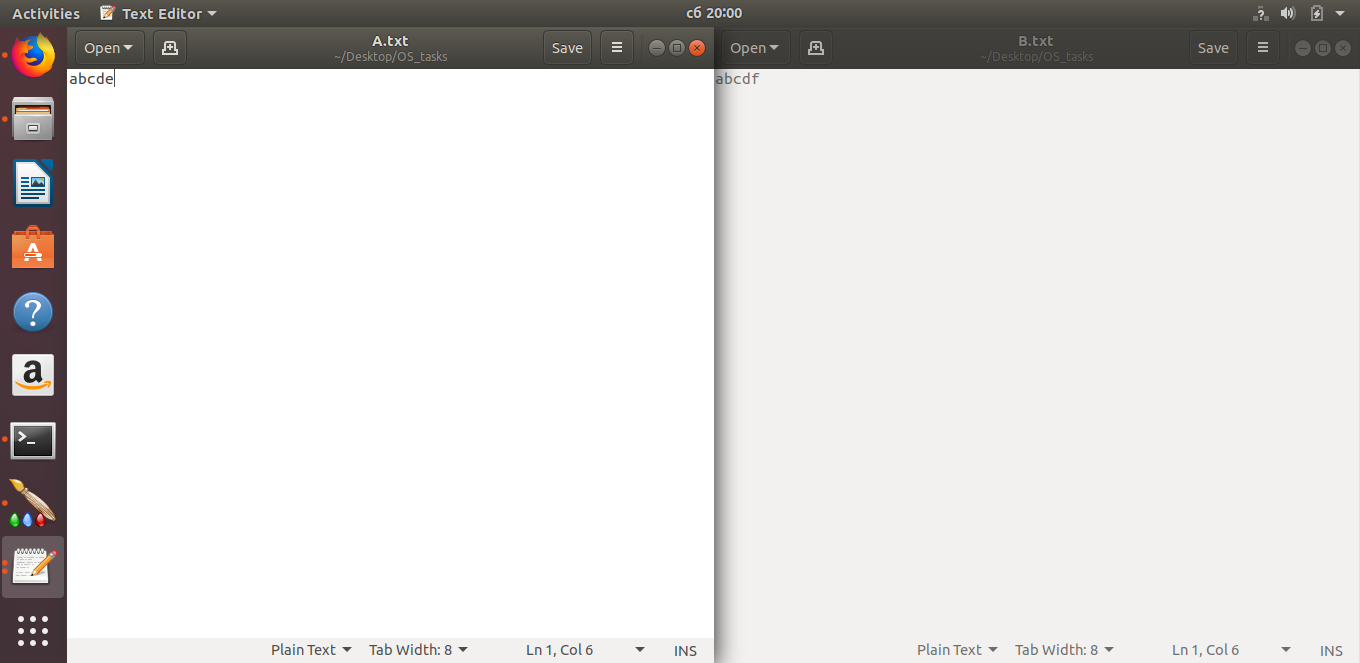 Activities Text Editor сб 20:00
Open A.txt Save
~/Desktop/OS_tasks
Open B.txt Save
~/Desktop/OS_tasks
abcde
abcdf
Plain Text Tab Width: 8 Ln 1, Col 6 INS
Plain Text Tab Width: 8 Ln 1, Col 6 INS